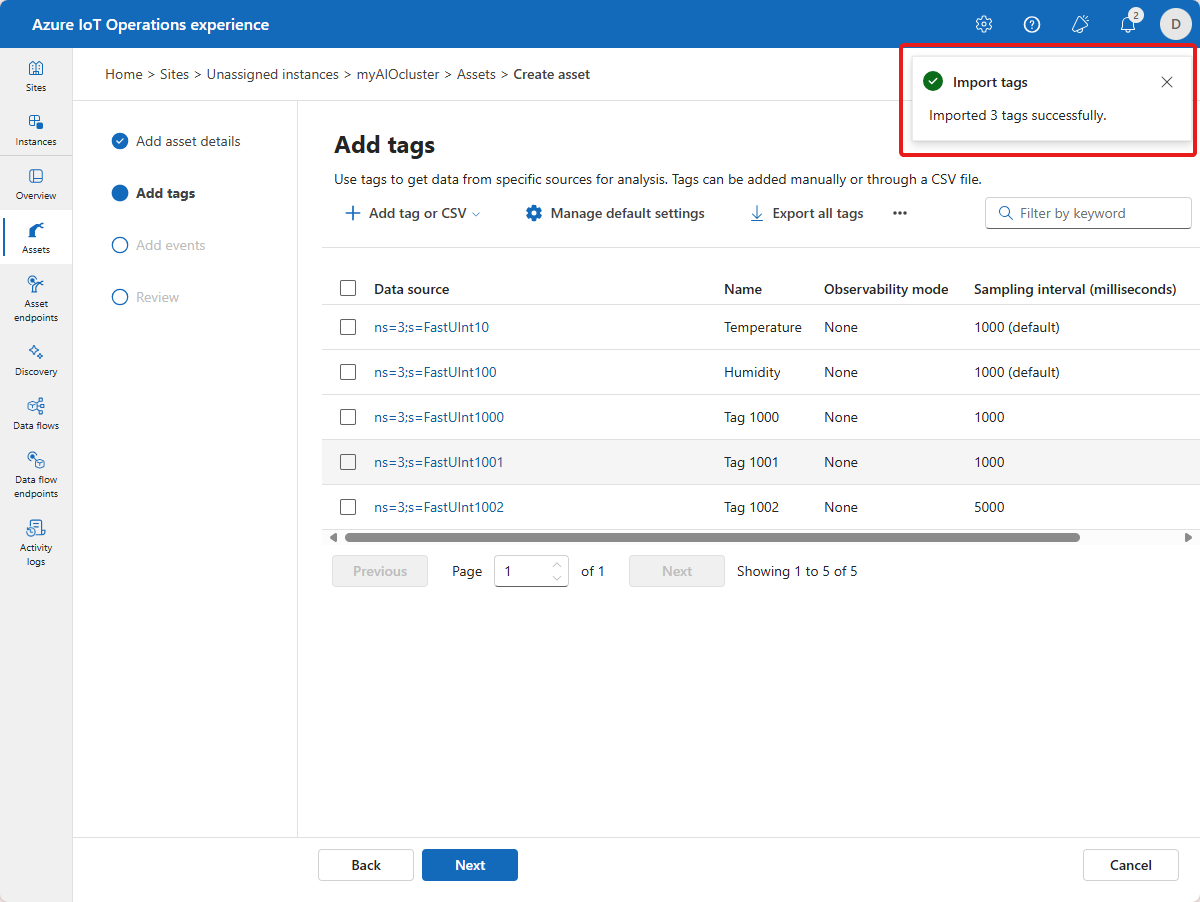 Azure IoT Operations experience
2
D
Sites
Instances
Overview
Assets
Asset
endpoints
Discovery
Data flows
Data flow
endpoints
Activity
logs
Home > Sites > Unassigned instances > myAIOcluster > Assets > Create asset
Import tags
Imported 3 tags successfully.
Add asset details
Add tags
Add events
Review
Add tags
Use tags to get data from specific sources for analysis. Tags can be added manually or through a CSV file.
Add tag or CSV
Manage default settings
Export all tags
Filter by keyword
Data source Name Observability mode Sampling interval (milliseconds)
ns=3;s=FastUInt10 Temperature None 1000 (default)
ns=3;s=FastUInt100 Humidity None 1000 (default)
ns=3;s=FastUInt1000 Tag 1000 None 1000
ns=3;s=FastUInt1001 Tag 1001 None 1000
ns=3;s=FastUInt1002 Tag 1002 None 5000
Previous Page 1 of 1 Next Showing 1 to 5 of 5
Back Next Cancel